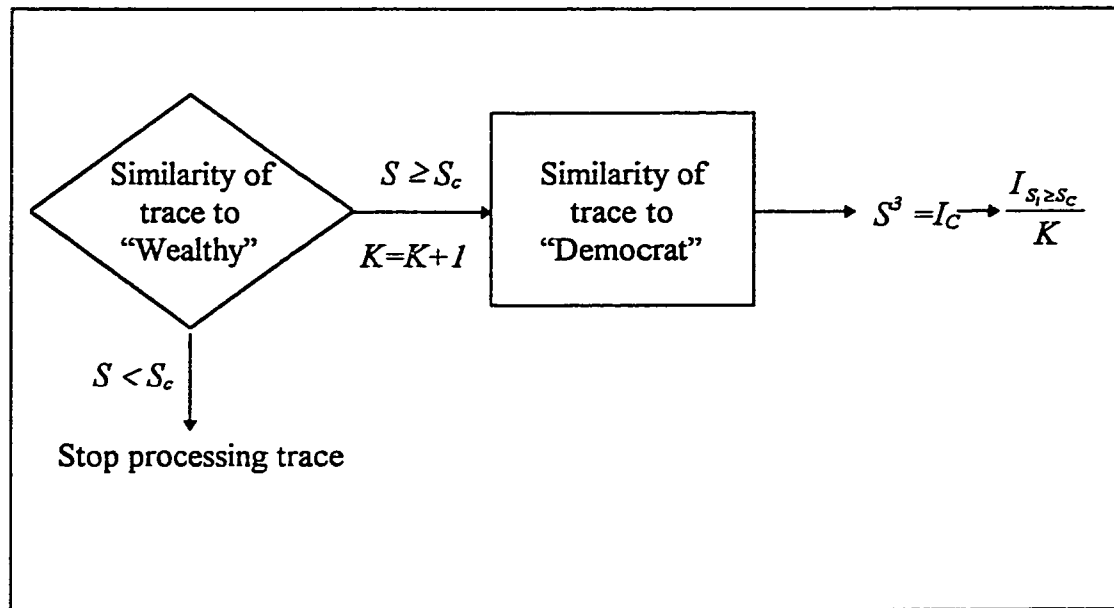 Similarity of
trace to
“Wealthy”
S ≥ S_c
K=K+1
Similarity of
trace to
“Democrat”
S³ =I_C → I_{S_i≥S_C} / K
S < S_c
Stop processing trace